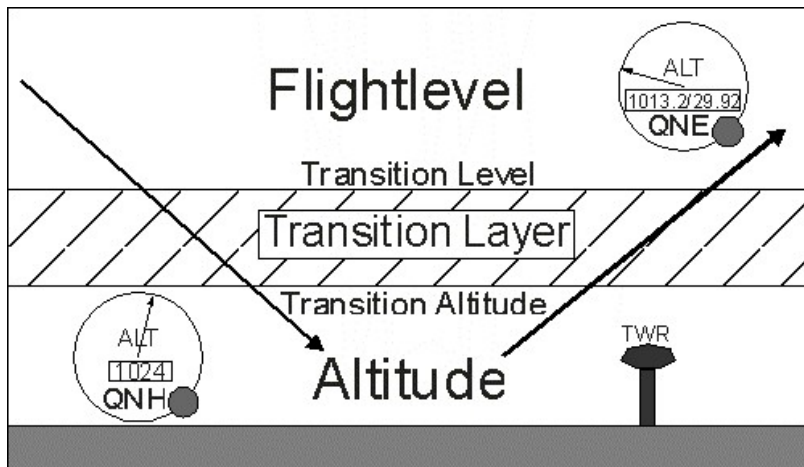 Flightlevel
ALT
1013.2/29.92
QNE
Transition Level
Transition Layer
Transition Altitude
ALT
1024
QNH
TWR
Altitude